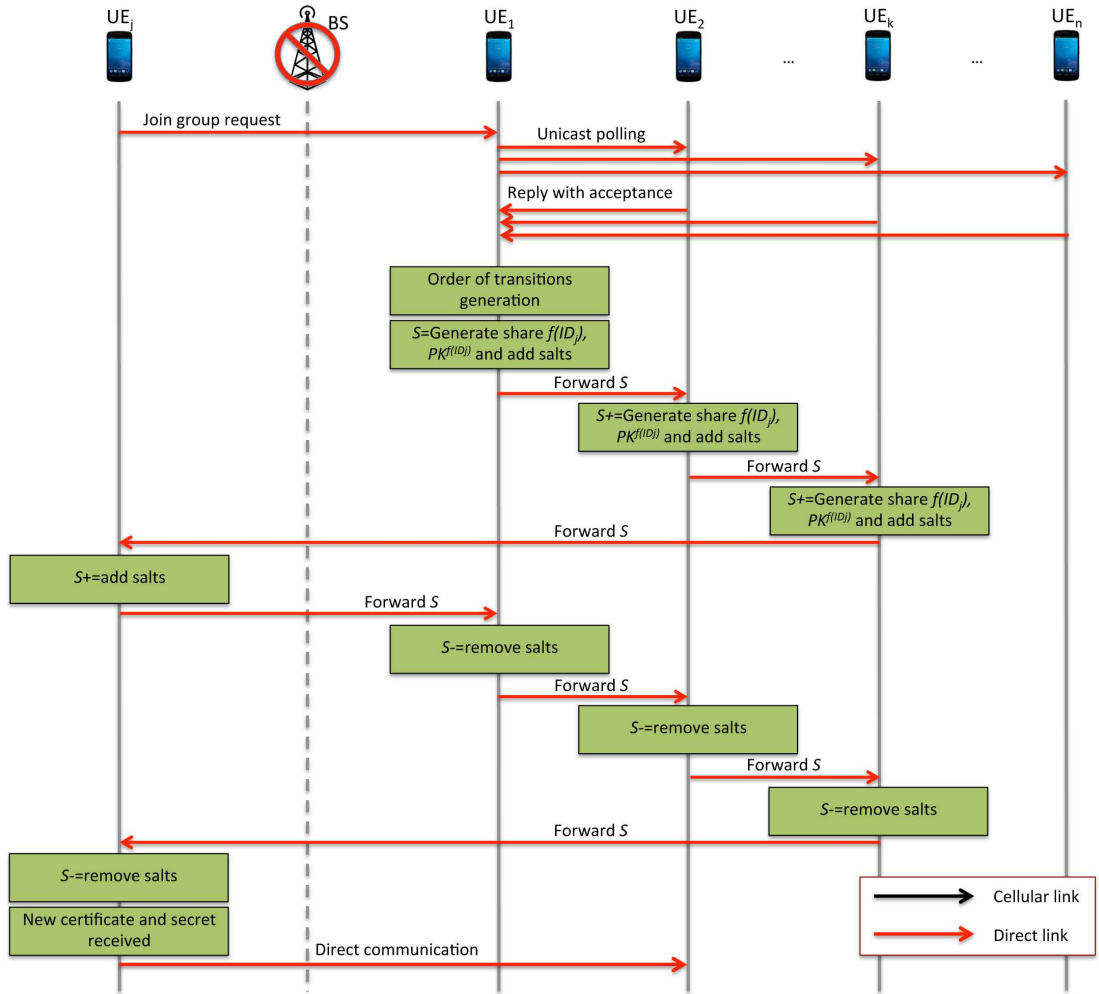 UEj
BS
UE1
UE2
...
UEk
...
UEn
Join group request
Unicast polling
Reply with acceptance
Order of transitions
generation
S=Generate share f(IDj),
PK^f(IDj) and add salts
Forward S
S+=Generate share f(IDj),
PK^f(IDj) and add salts
Forward S
S+=Generate share f(IDj),
PK^f(IDj) and add salts
Forward S
S+=add salts
Forward S
S-=remove salts
Forward S
S-=remove salts
Forward S
S-=remove salts
Forward S
S-=remove salts
New certificate and secret
received
Direct communication
Cellular link
Direct link